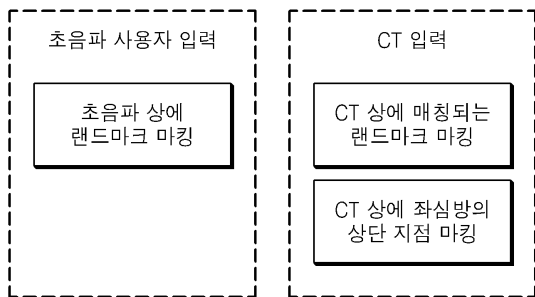 초음파 사용자 입력
초음파 상에
랜드마크 마킹
CT 입력
CT 상에 매칭되는
랜드마크 마킹
CT 상에 좌심방의
상단 지점 마킹